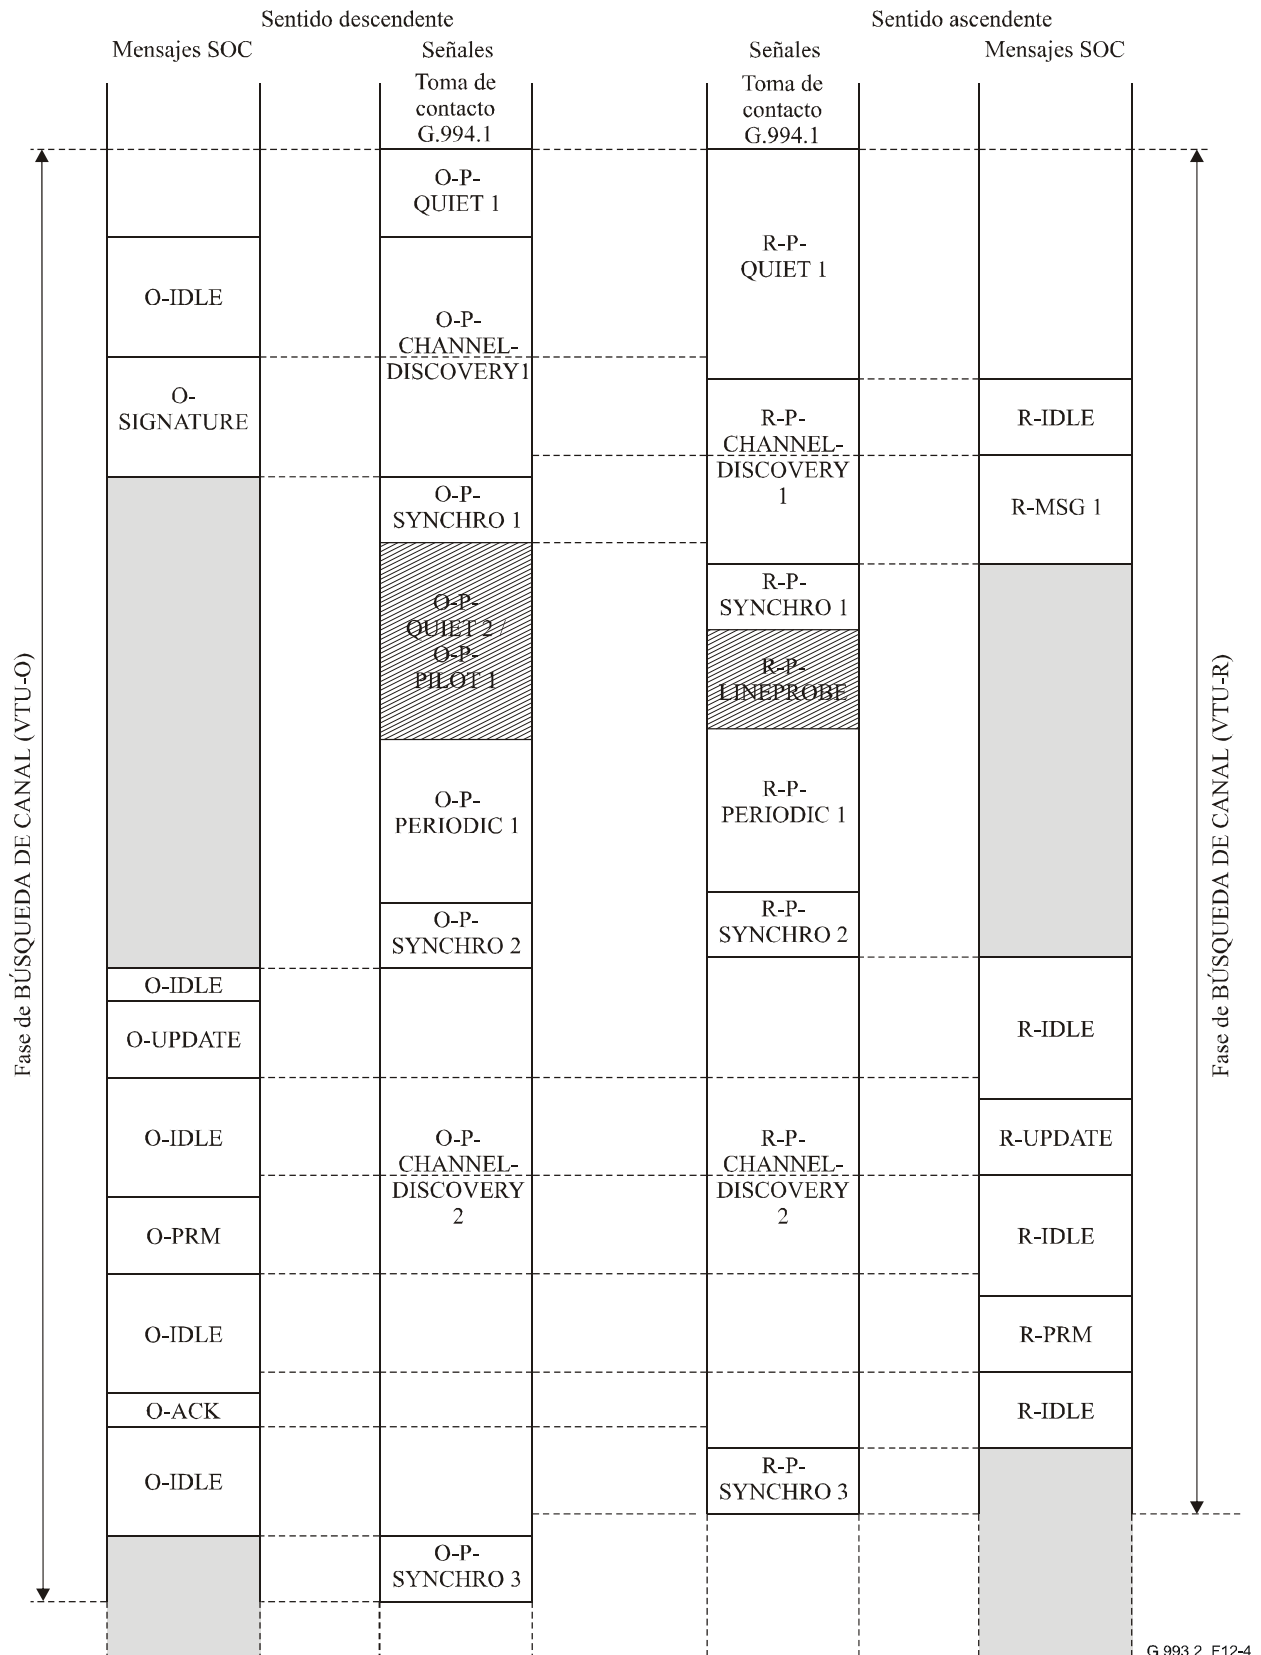 Sentido descendente
Sentido ascendente
Mensajes SOC
Señales
Señales
Mensajes SOC
Toma de
contacto
G.994.1
Toma de
contacto
G.994.1
O-P-
QUIET 1
R-P-
QUIET 1
O-IDLE
O-P-
CHANNEL-
DISCOVERY1
O-
SIGNATURE
R-P-
CHANNEL-
DISCOVERY
1
R-IDLE
R-MSG 1
O-P-
SYNCHRO 1
R-P-
SYNCHRO 1
O-P-
QUIET 2 /
O-P-
PILOT 1
R-P-
LINEPROBE
Fase de BÚSQUEDA DE CANAL (VTU-O)
Fase de BÚSQUEDA DE CANAL (VTU-R)
O-P-
PERIODIC 1
R-P-
PERIODIC 1
O-P-
SYNCHRO 2
R-P-
SYNCHRO 2
O-IDLE
O-UPDATE
R-IDLE
O-IDLE
O-P-
CHANNEL-
DISCOVERY
2
R-P-
CHANNEL-
DISCOVERY
2
R-UPDATE
O-PRM
R-IDLE
O-IDLE
R-PRM
O-ACK
R-IDLE
O-IDLE
R-P-
SYNCHRO 3
O-P-
SYNCHRO 3
G.993.2_F12-4